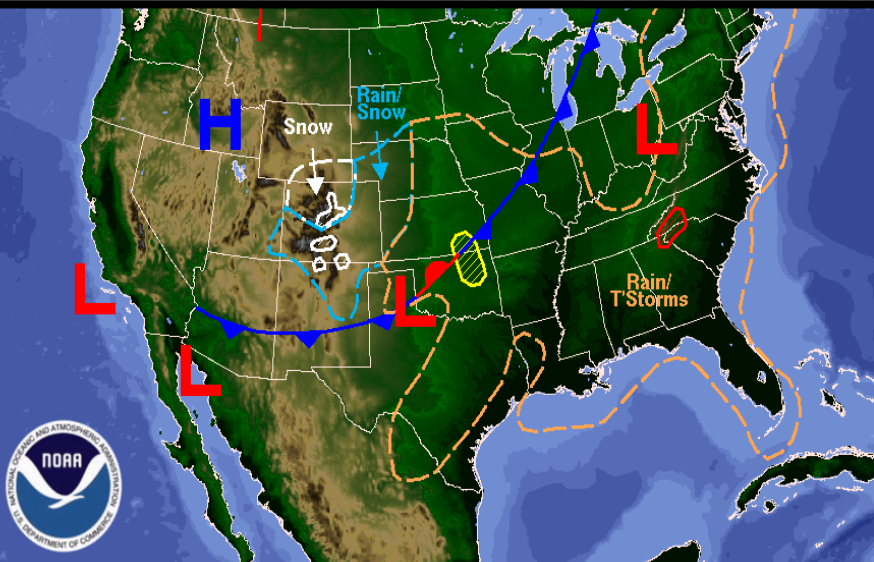 H
Snow
Rain/
Snow
L
L
L
L
Rain/
T'Storms
NOAA
NATIONAL OCEANIC AND ATMOSPHERIC ADMINISTRATION
U.S. DEPARTMENT OF COMMERCE